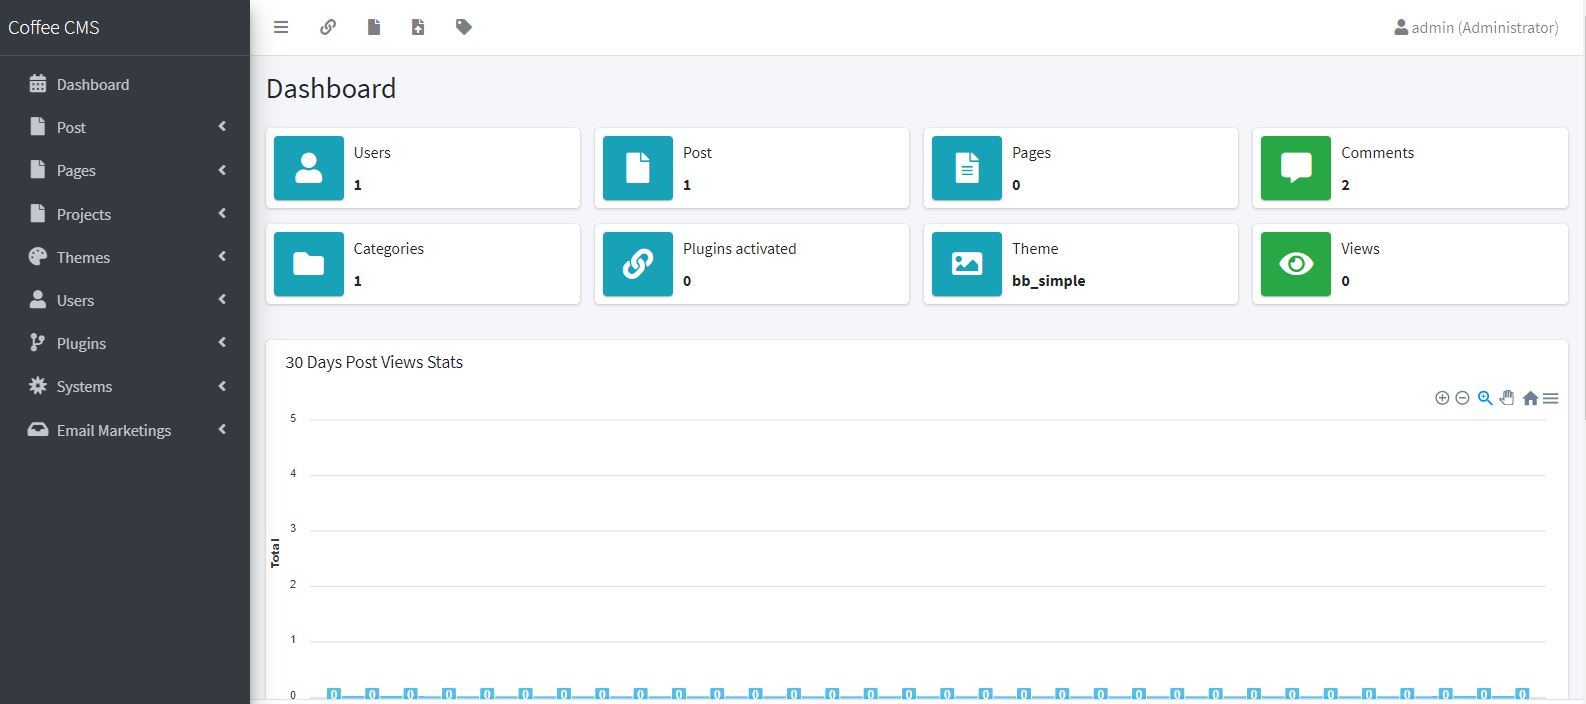 Coffee CMS
admin (Administrator)
Dashboard
Post
Pages
Projects
Themes
Users
Plugins
Systems
Email Marketings
Dashboard
Users
1
Post
1
Pages
0
Comments
2
Categories
1
Plugins activated
0
Theme
bb_simple
Views
0
30 Days Post Views Stats
Total
5
4
3
2
1
0
0 0 0 0 0 0 0 0 0 0 0 0 0 0 0 0 0 0 0 0 0 0 0 0 0 0 0 0 0 0 0 0